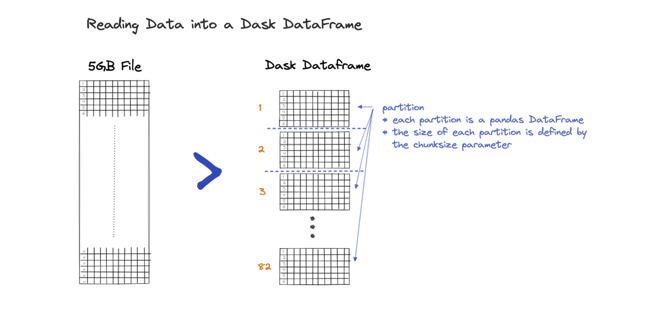 Reading Data into a Dask DataFrame
5GB File
Dask Dataframe
1
partition
* each partition is a pandas DataFrame
* the size of each partition is defined by
the chunksize parameter
2
3
82